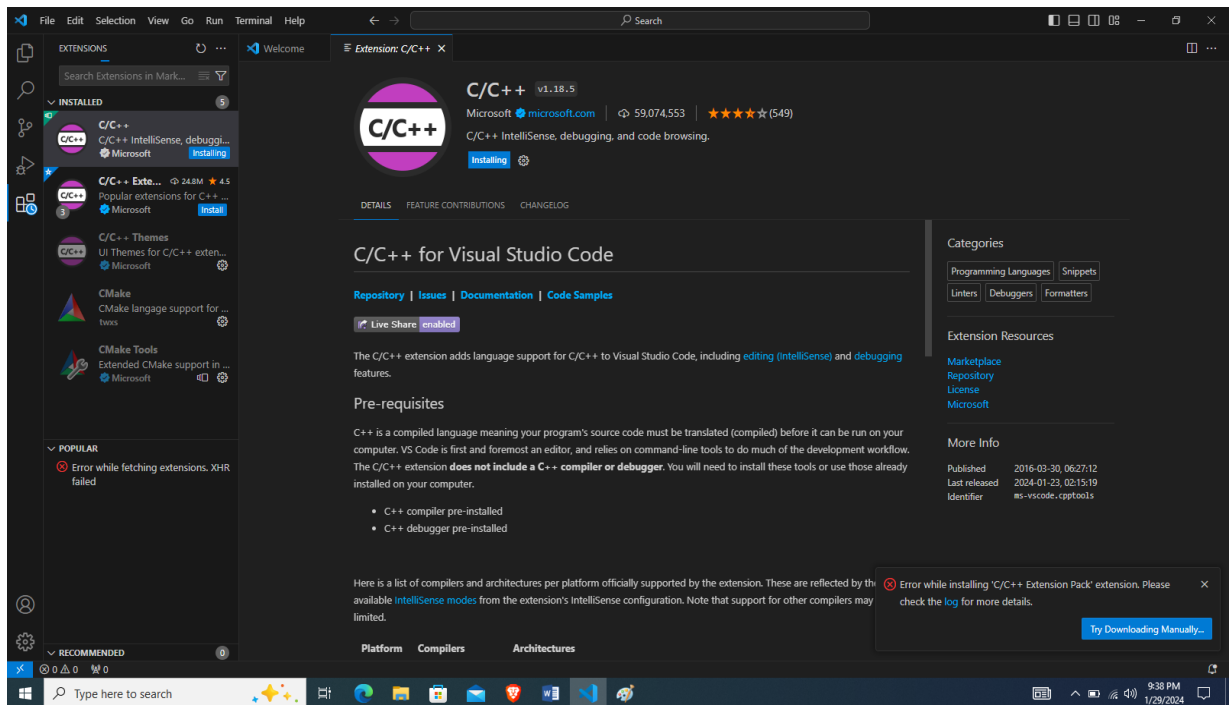 File Edit Selection View Go Run Terminal Help
Search
EXTENSIONS
Welcome
Extension: C/C++
Search Extensions in Mark...
INSTALLED 5
C/C++
C/C++
C/C++ IntelliSense, debuggi...
Microsoft
Installing
C/C++
C/C++ Exte... 24.8M 4.5
Popular extensions for C++ ...
3
Microsoft
Install
C/C++
C/C++ Themes
UI Themes for C/C++ exten...
Microsoft
CMake
CMake langage support for ...
twxs
CMake Tools
Extended CMake support in ...
Microsoft
POPULAR
Error while fetching extensions. XHR
failed
RECOMMENDED 0
C/C++
C/C++ v1.18.5
Microsoft microsoft.com | 59,074,553 | (549)
C/C++ IntelliSense, debugging, and code browsing.
Installing
DETAILS FEATURE CONTRIBUTIONS CHANGELOG
C/C++ for Visual Studio Code
Repository | Issues | Documentation | Code Samples
Live Share enabled
The C/C++ extension adds language support for C/C++ to Visual Studio Code, including editing (IntelliSense) and debugging
features.
Pre-requisites
C++ is a compiled language meaning your program's source code must be translated (compiled) before it can be run on your
computer. VS Code is first and foremost an editor, and relies on command-line tools to do much of the development workflow.
The C/C++ extension does not include a C++ compiler or debugger. You will need to install these tools or use those already
installed on your computer.
• C++ compiler pre-installed
• C++ debugger pre-installed
Here is a list of compilers and architectures per platform officially supported by the extension. These are reflected by the
available IntelliSense modes from the extension's IntelliSense configuration. Note that support for other compilers may
limited.
Platform Compilers Architectures
Categories
Programming Languages Snippets
Linters Debuggers Formatters
Extension Resources
Marketplace
Repository
License
Microsoft
More Info
Published 2016-03-30, 06:27:12
Last released 2024-01-23, 02:15:19
Identifier ms-vscode.cpptools
Error while installing 'C/C++ Extension Pack' extension. Please
check the log for more details.
Try Downloading Manually...
0 0 0
Type here to search
9:38 PM
1/29/2024